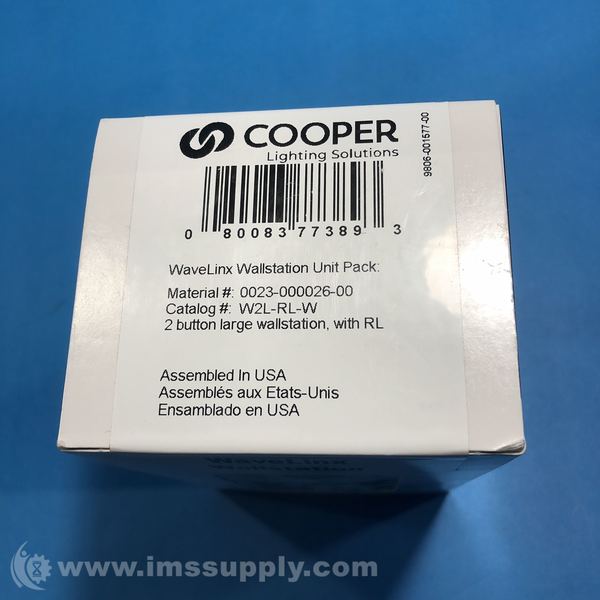 COOPER
Lighting Solutions
9806-001577-00
0 80083 77389 3
WaveLinx Wallstation Unit Pack:
Material #: 0023-000026-00
Catalog #: W2L-RL-W
2 button large wallstation, with RL
Assembled In USA
Assemblés aux Etats-Unis
Ensamblado en USA
WaveLinx
Wallstation
www.imssupply.com